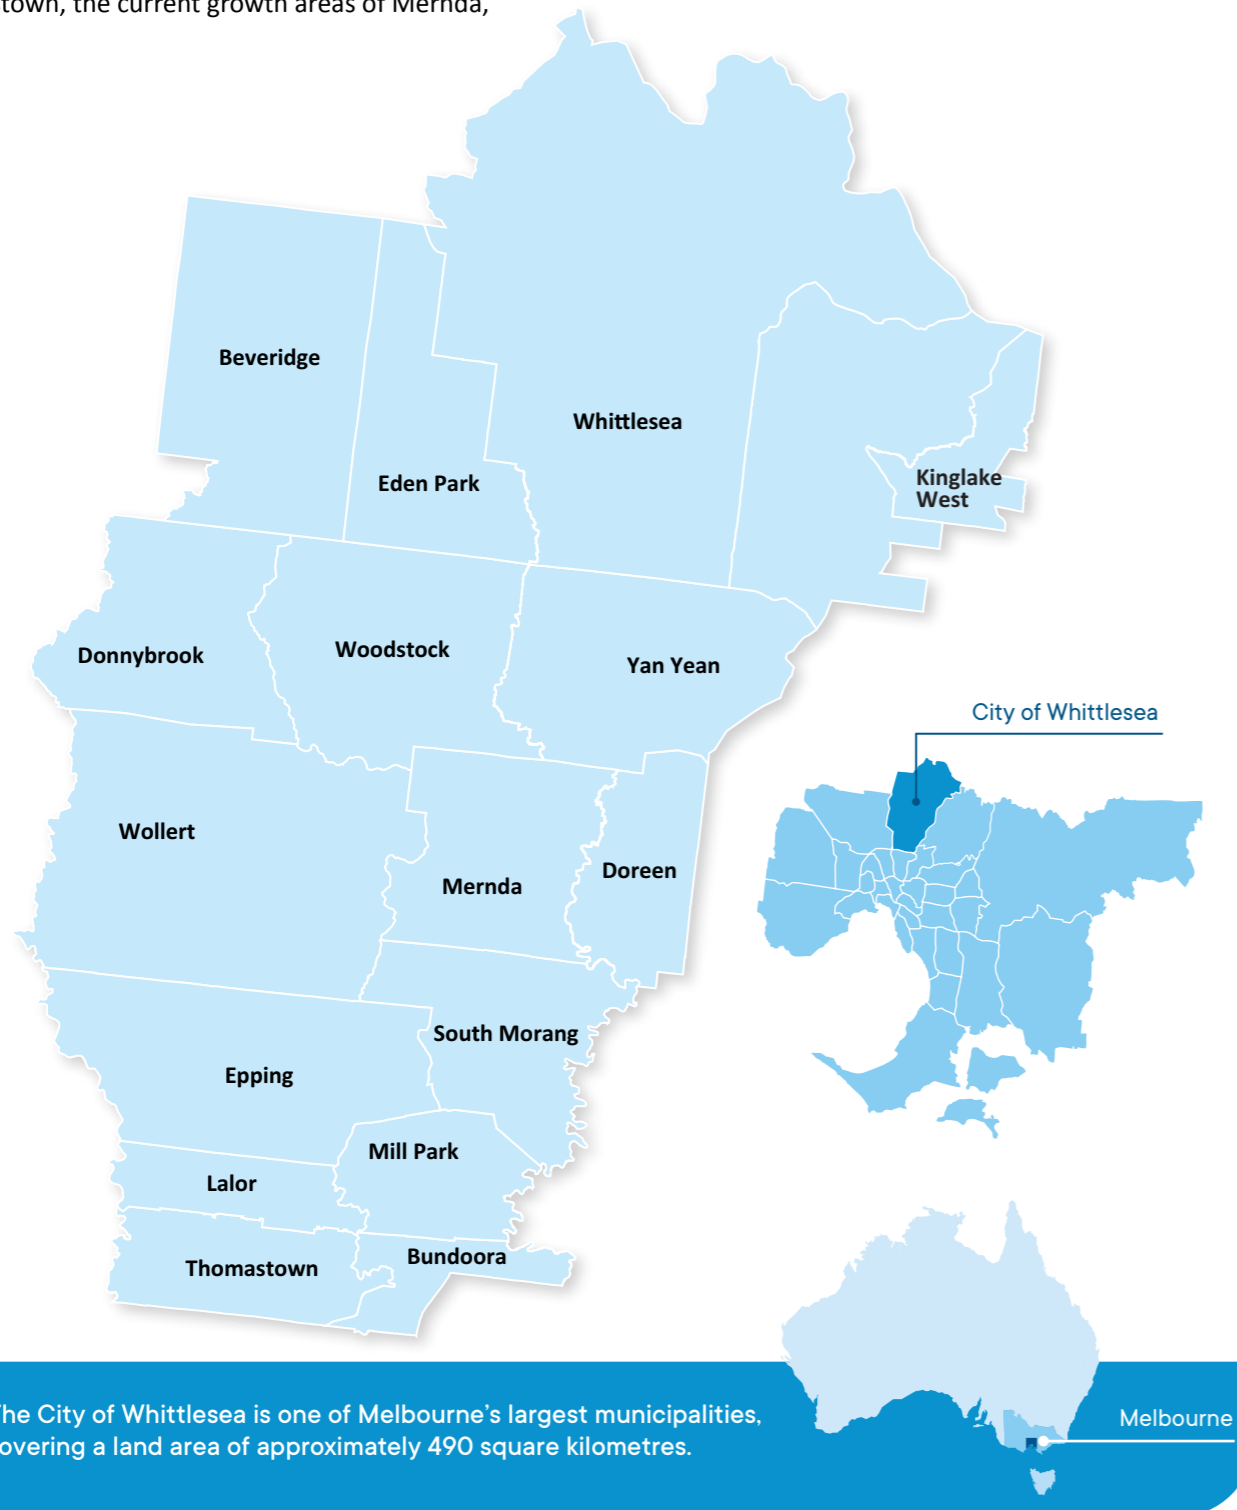 town, the current growth areas of Mernda,
Beveridge
Whittlesea
Eden Park
Kinglake
West
Donnybrook
Woodstock
Yan Yean
City of Whittlesea
Wollert
Mernda
Doreen
South Morang
Epping
Mill Park
Lalor
Thomastown
Bundoora
The City of Whittlesea is one of Melbourne's largest municipalities,
overing a land area of approximately 490 square kilometres.
Melbourne